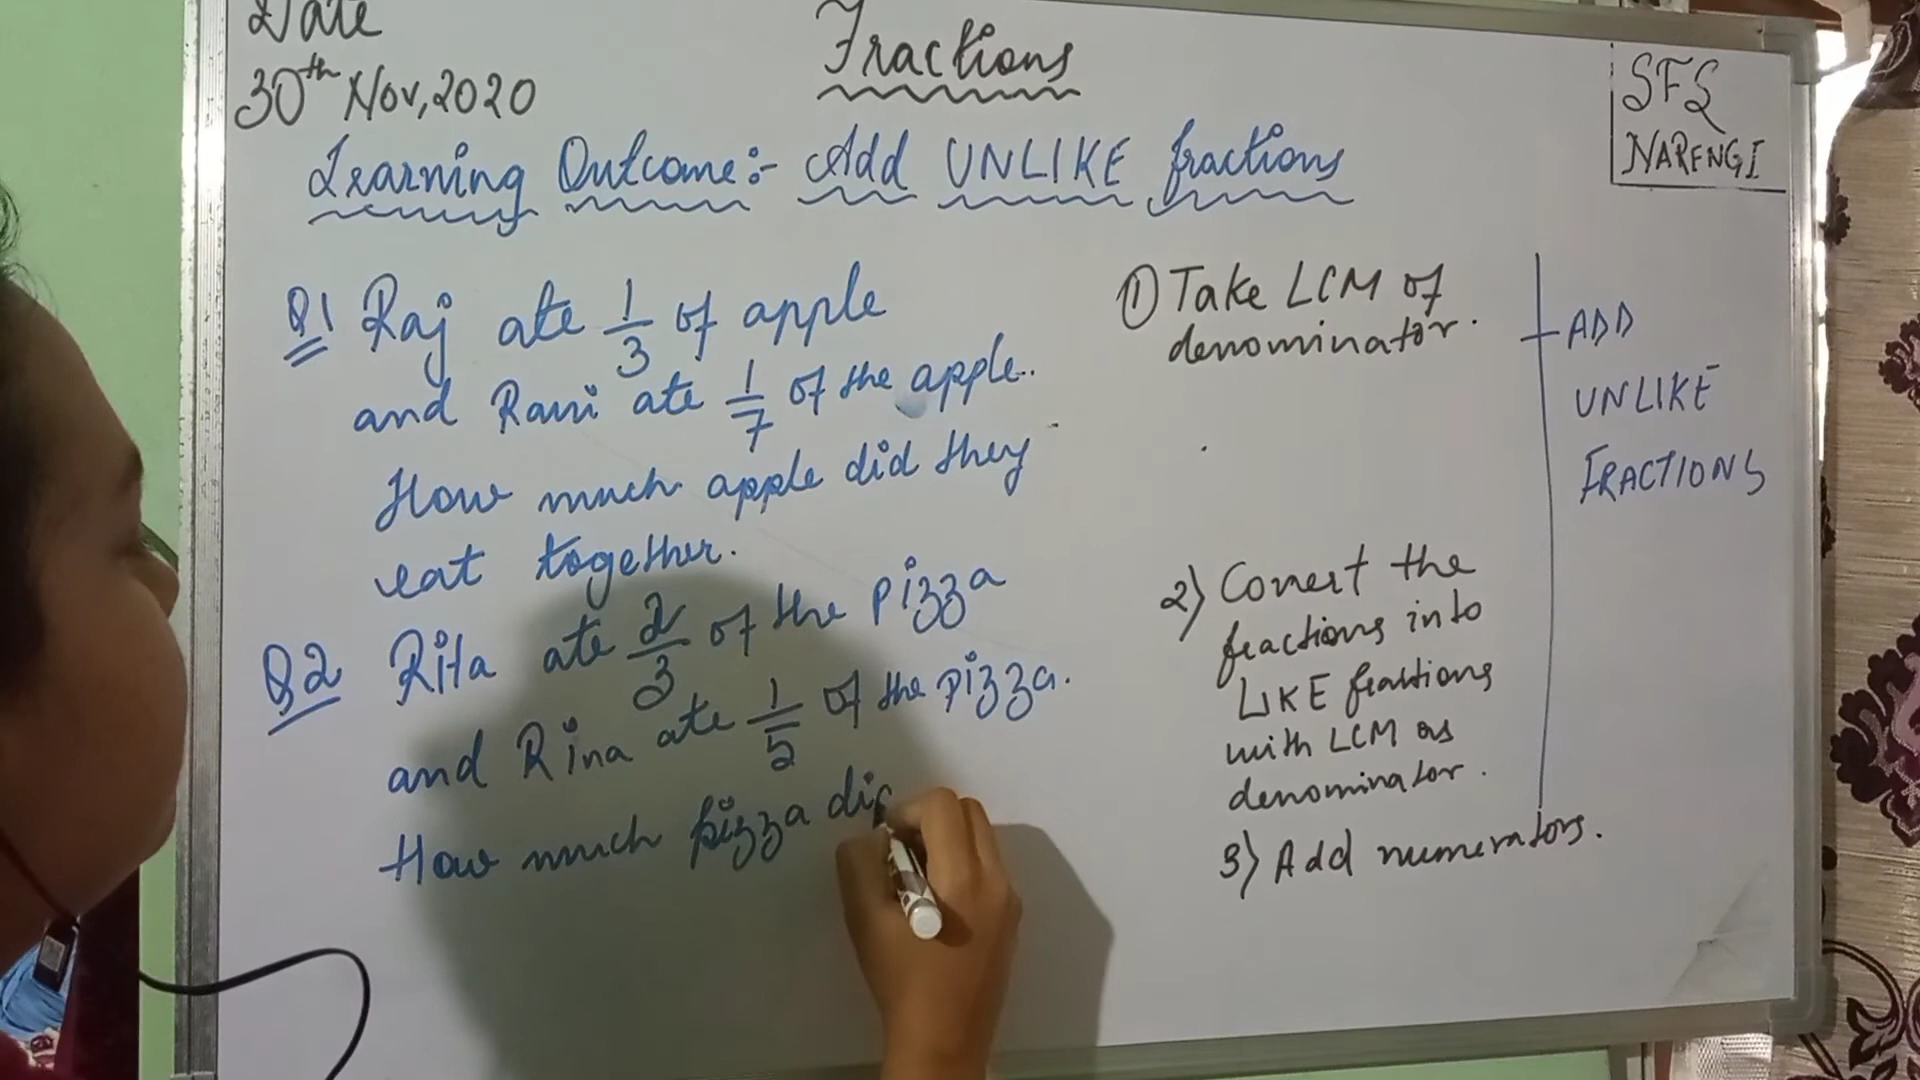 Date
30th Nov, 2020
Fractions
SFS
NARENGI
Learning Outcome:- Add UNLIKE fractions
Q1 Raj ate 1/3 of apple
and Rani ate 1/7 of the apple.
How much apple did they
eat together.
Q2 Rita ate 2/3 of the pizza
and Rina ate 1/5 of the pizza.
How much pizza did
1) Take LCM of
denominator.
2) Convert the
fractions into
LIKE fractions
with LCM as
denominator.
3) Add numerators.
ADD
UNLIKE
FRACTIONS